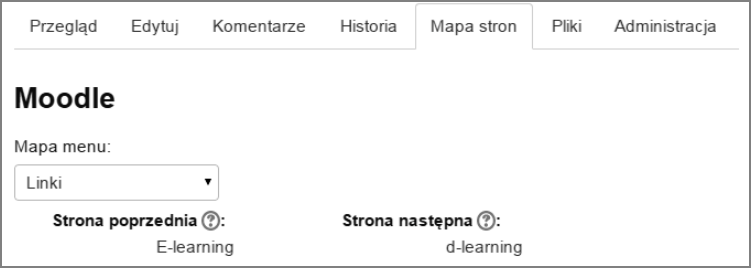 Przegląd Edytuj Komentarze Historia Mapa stron Pliki Administracja
Moodle
Mapa menu:
Linki
Strona poprzednia ?: Strona następna ?:
E-learning d-learning